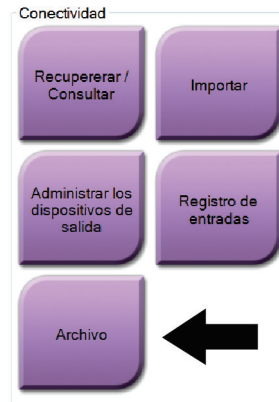 Conectividad
Recupererar /
Consultar
Importar
Administrar los
dispositivos de
salida
Registro de
entradas
Archivo